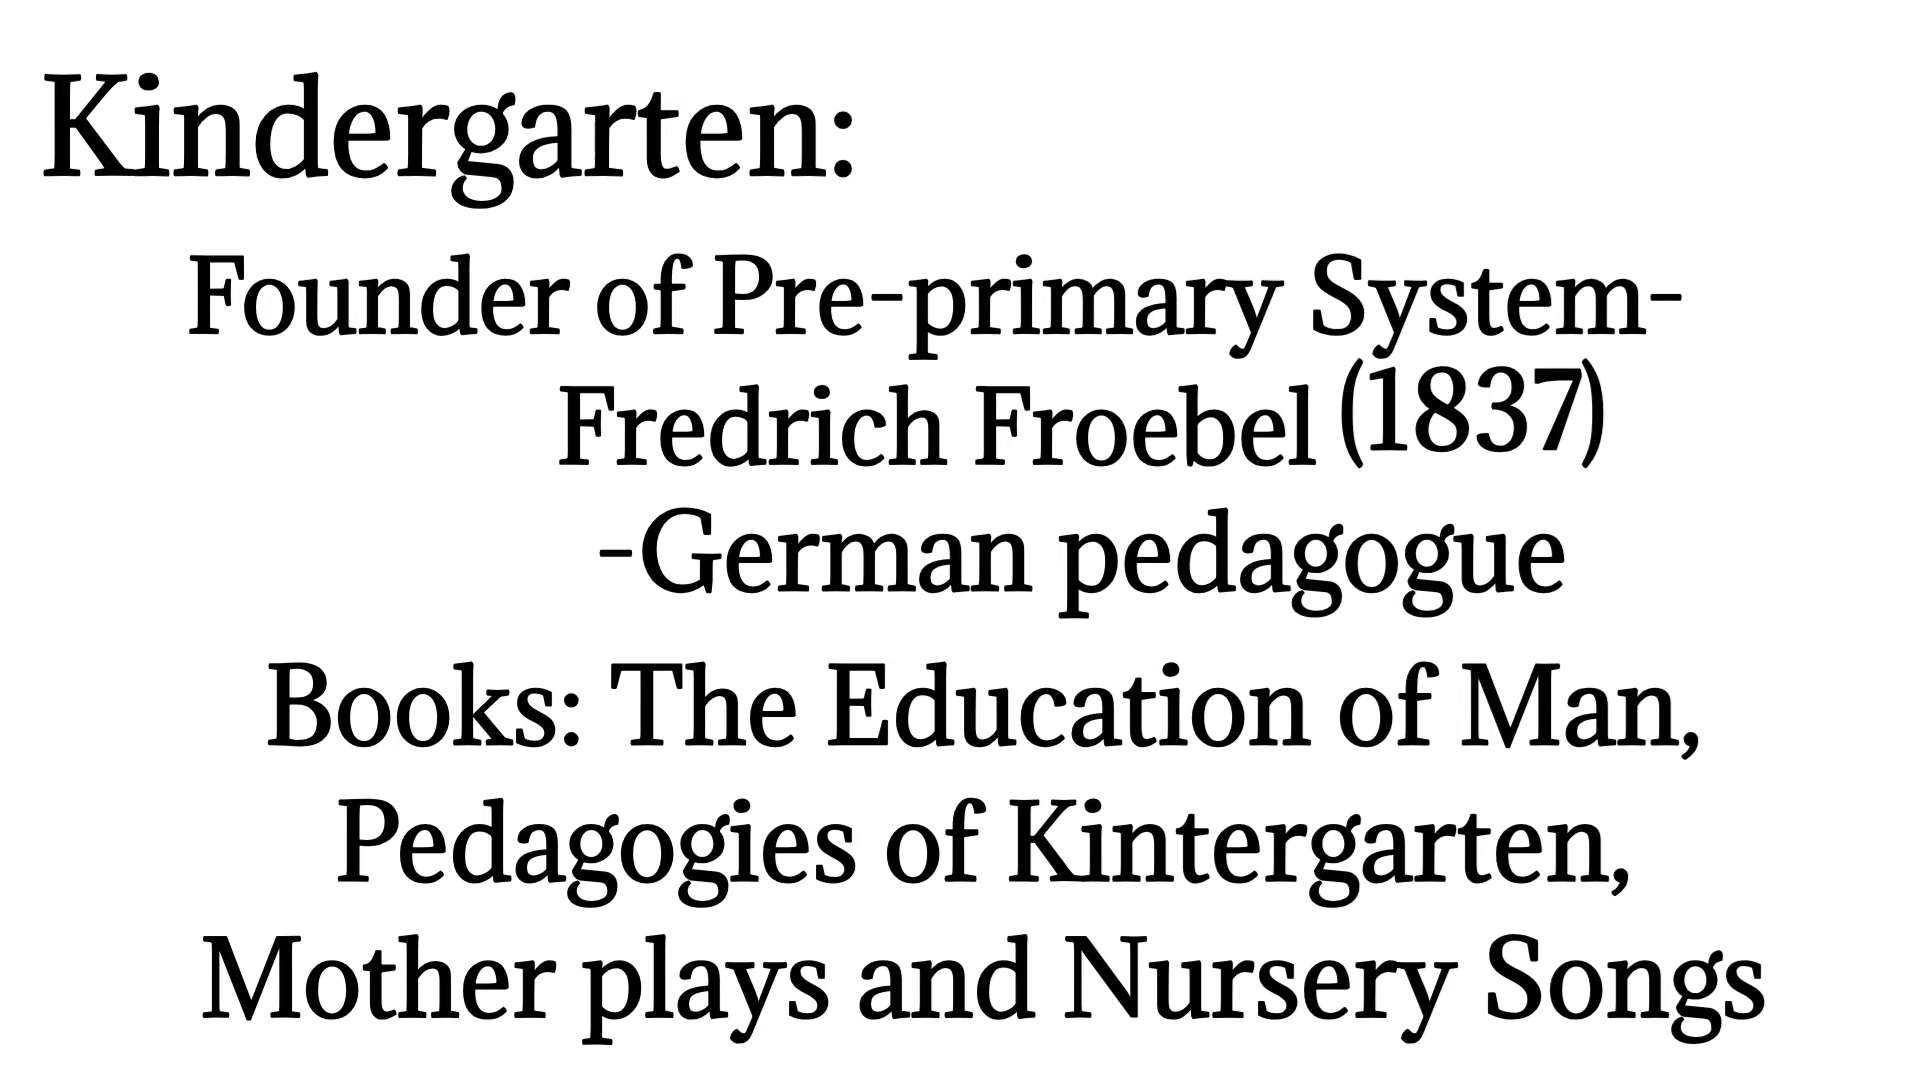 Kindergarten:
Founder of Pre-primary System-
Fredrich Froebel (1837)
-German pedagogue
Books: The Education of Man,
Pedagogies of Kintergarten,
Mother plays and Nursery Songs